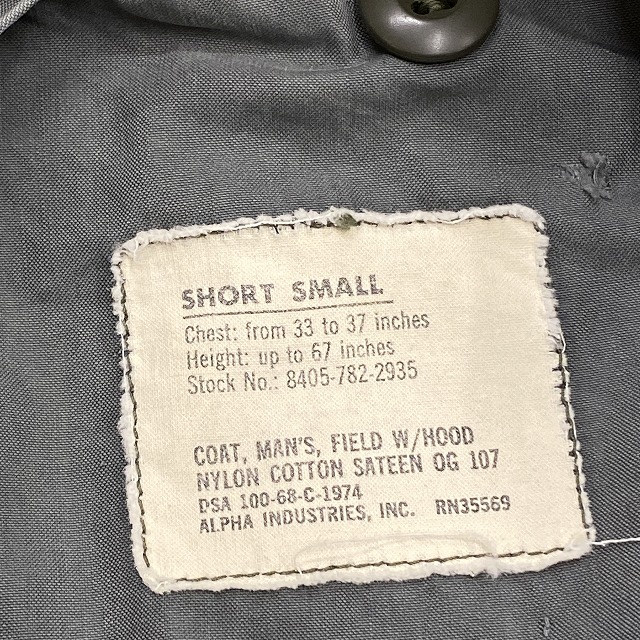 SHORT SMALL
Chest: from 33 to 37 inches
Height: up to 67 inches
Stock No.: 8405-782-2935
COAT, MAN'S, FIELD W/HOOD
NYLON COTTON SATEEN OG 107
DSA 100-68-C-1974
ALPHA INDUSTRIES, INC. RN35569